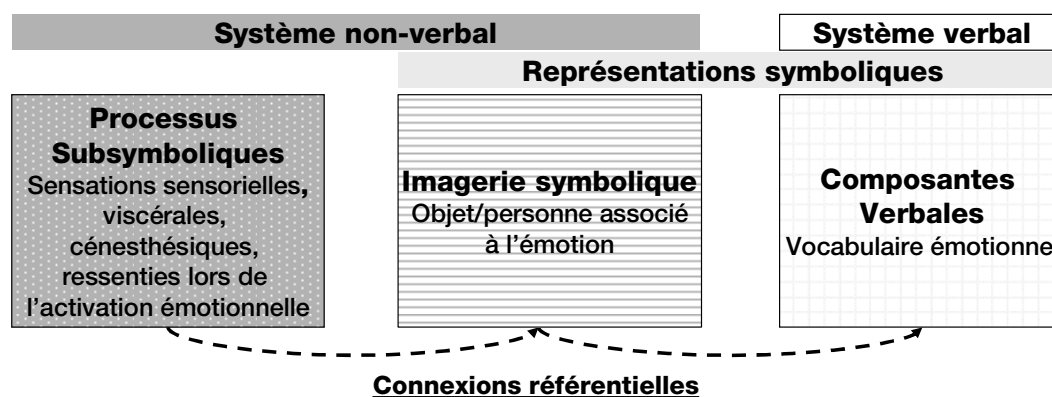 Système non-verbal
Système verbal
Représentations symboliques
Processus
Subsymboliques
Sensations sensorielles,
viscérales,
cénesthésiques,
ressenties lors de
l'activation émotionnelle
Imagerie symbolique
Objet/personne associé
à l'émotion
Composantes
Verbales
Vocabulaire émotionne
Connexions référentielles